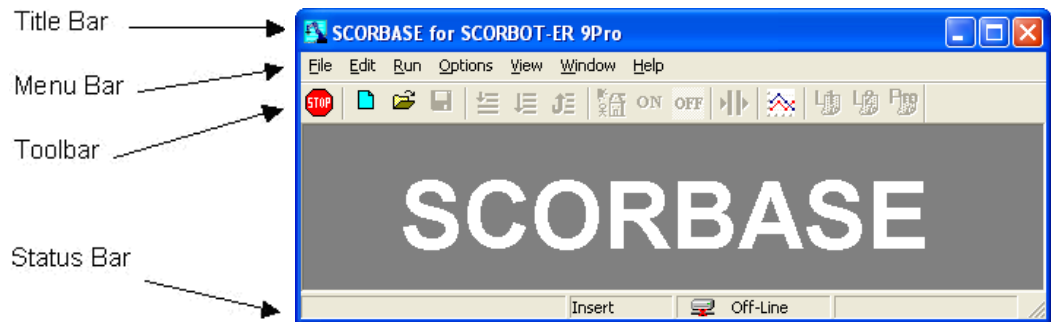 Title Bar
SCORBASE for SCORBOT-ER 9Pro
Menu Bar
File Edit Run Options View Window Help
Toolbar
STOP ON OFF
SCORBASE
Status Bar
Insert Off-Line